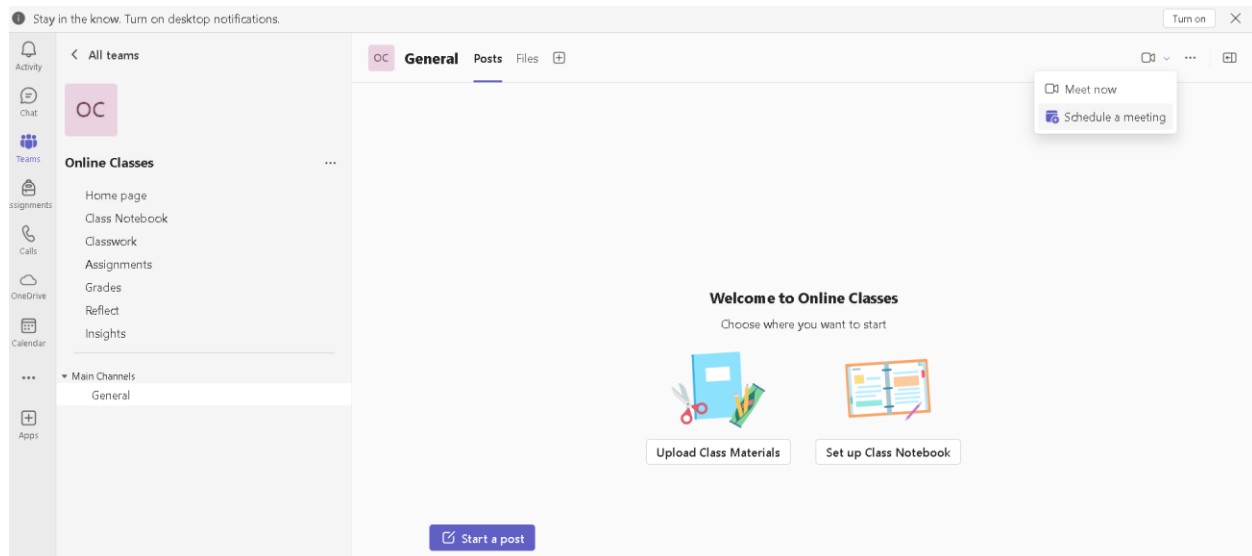 Stay in the know. Turn on desktop notifications.
Turn on
Activity
Chat
Teams
ssignments
Calls
OneDrive
Calendar
Apps
All teams
OC
Online Classes
Home page
Class Notebook
Classwork
Assignments
Grades
Reflect
Insights
Main Channels
General
OC General Posts Files
Meet now
Schedule a meeting
Welcome to Online Classes
Choose where you want to start
Upload Class Materials
Set up Class Notebook
Start a post